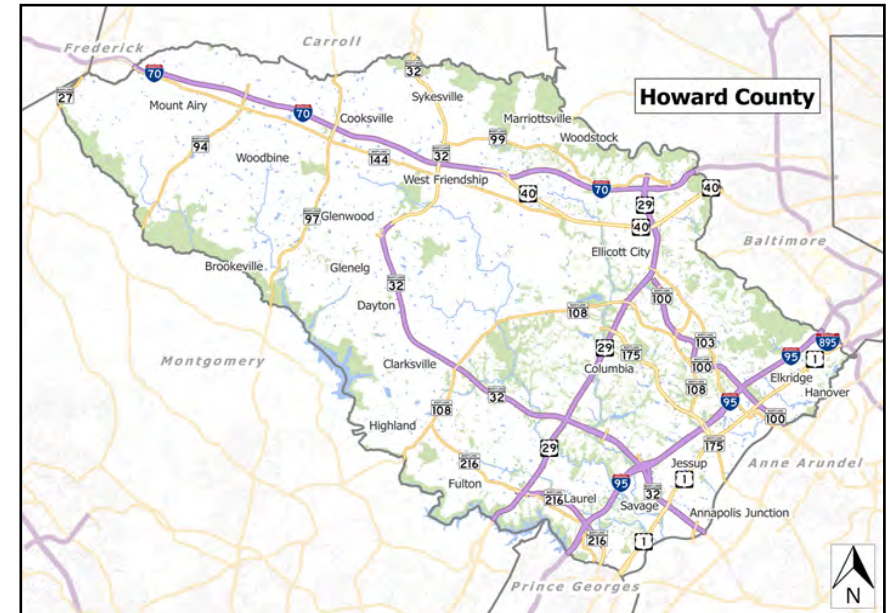 Frederick
Carroll
Howard County
70
32
27
Mount Airy
Sykesville
70
Cooksville
Marriottsville
94
99
Woodstock
Woodbine
144
32
West Friendship
40
70
40
29
97
Glenwood
40
Baltimore
Ellicott City
Brookeville
Glenelg
32
100
Dayton
108
103
895
29
175
95
1
Montgomery
Clarksville
Columbia
100
Elkridge
32
108
Hanover
95
108
100
Highland
29
175
216
Jessup
Anne Arundel
Fulton
95
1
216
Laurel
32
Savage
Annapolis Junction
216
1
Prince Georges
N